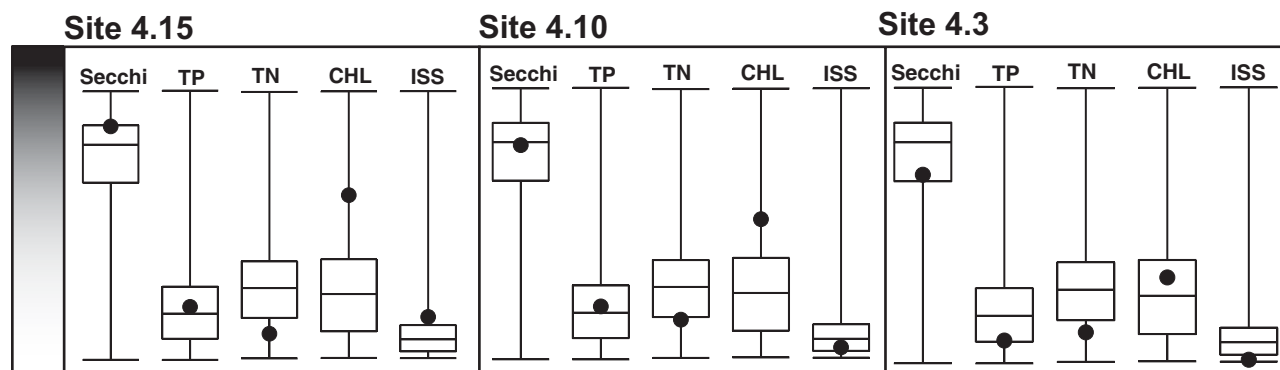 Site 4.15 Site 4.10 Site 4.3
Secchi TP TN CHL ISS Secchi TP TN CHL ISS Secchi TP TN CHL ISS